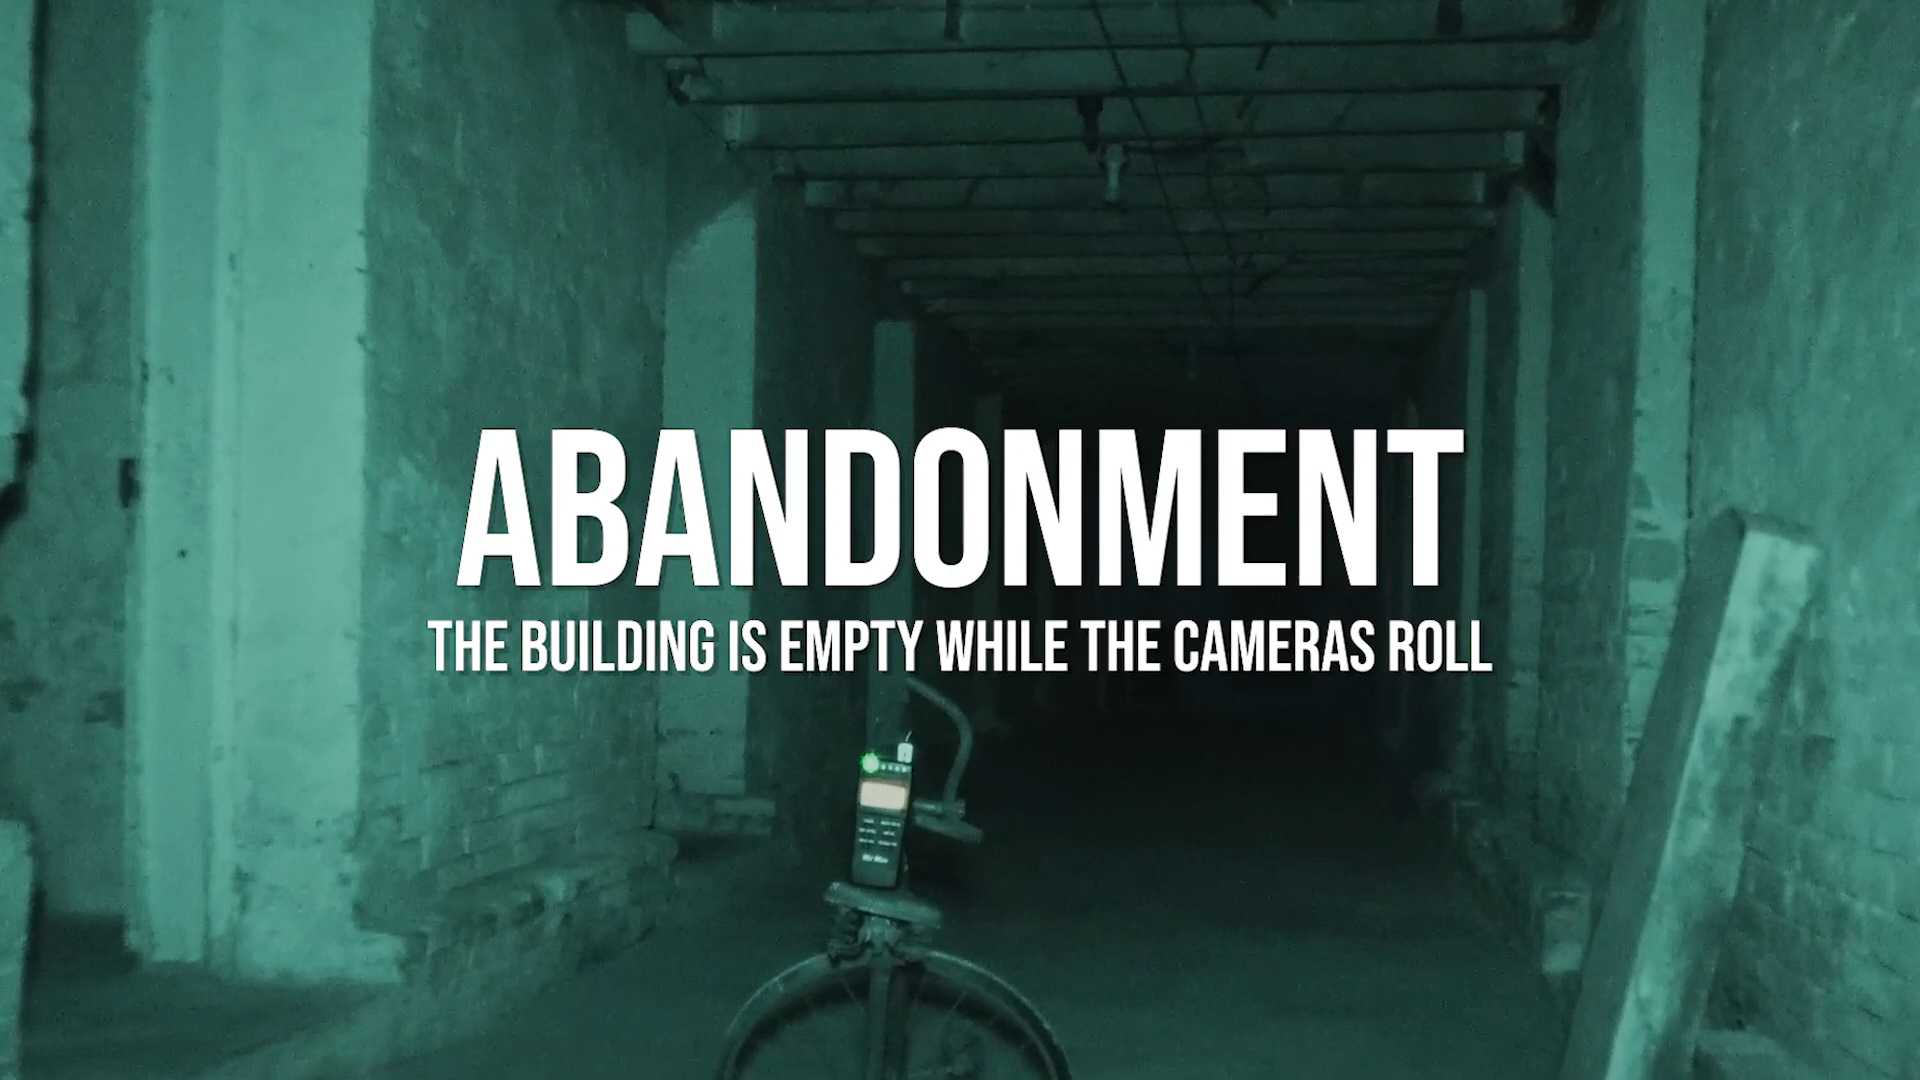 ABANDONMENT
THE BUILDING IS EMPTY WHILE THE CAMERAS ROLL